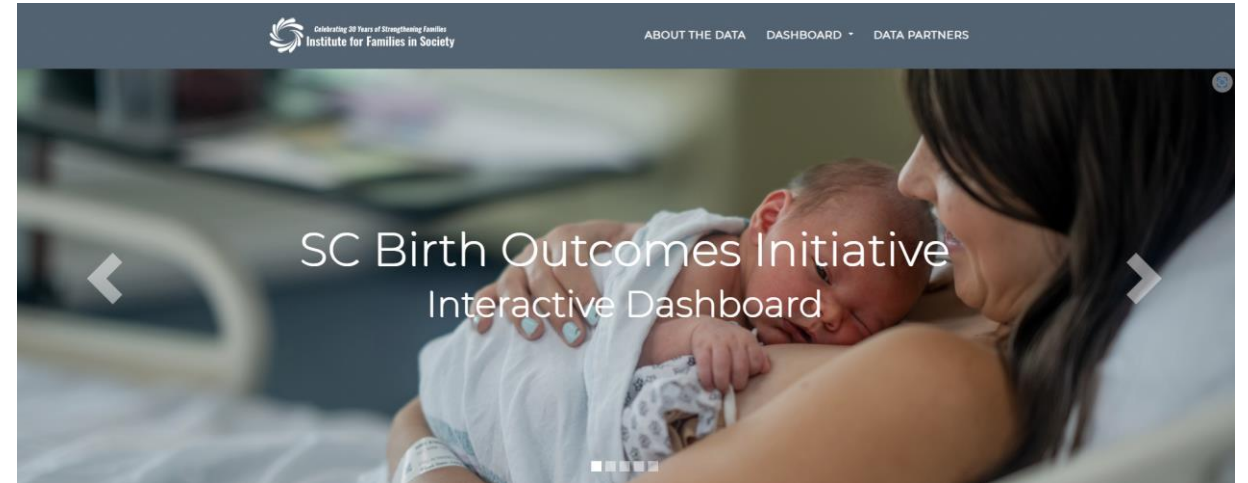 Celebrating 30 Years of Strengthening Families
Institute for Families in Society
ABOUT THE DATA DASHBOARD DATA PARTNERS
SC Birth Outcomes Initiative
Interactive Dashboard